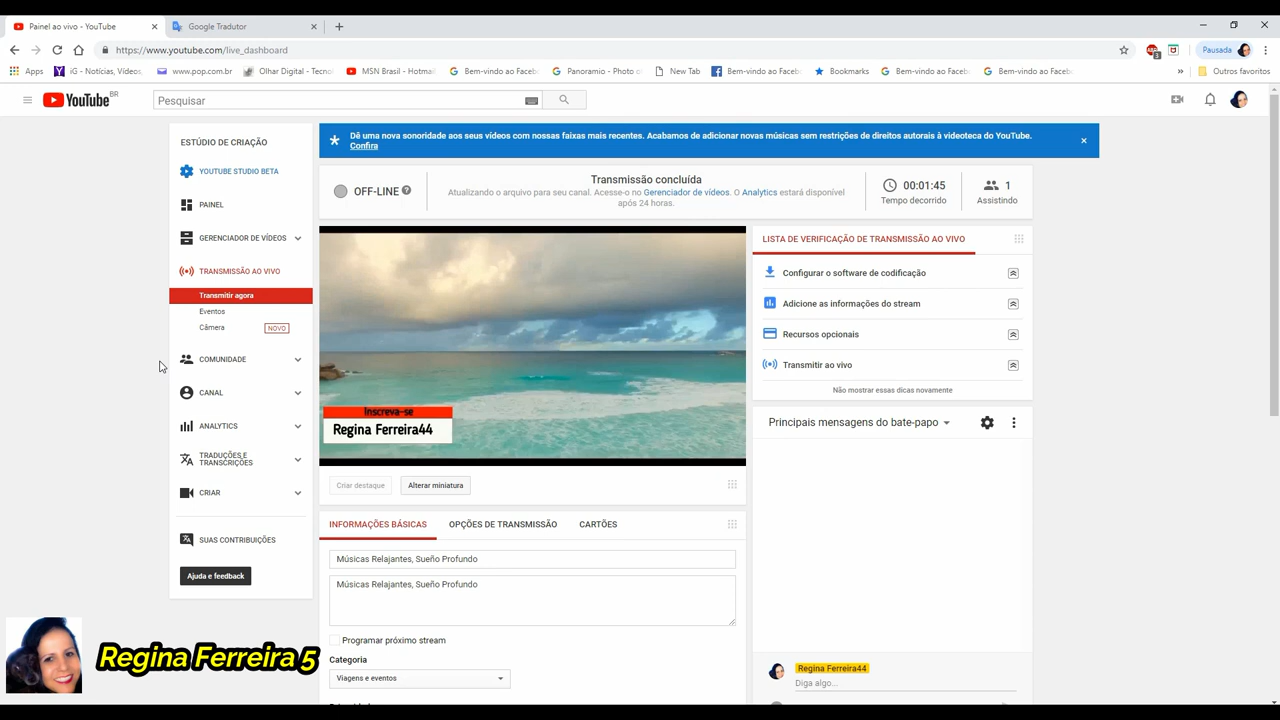 Painel ao vivo - YouTube
Google Tradutor
https://www.youtube.com/live_dashboard
Pausada
Apps
iG - Notícias, Vídeos,
www.pop.com.br
Olhar Digital - Tecno
MSN Brasil - Hotmail
Bem-vindo ao Faceb
Panoramio - Photo o
New Tab
Bem-vindo ao Faceb
Bookmarks
Bem-vindo ao Faceb
Bem-vindo ao Faceb
»
Outros favoritos
YouTube BR
Pesquisar
ESTÚDIO DE CRIAÇÃO
YOUTUBE STUDIO BETA
PAINEL
GERENCIADOR DE VÍDEOS
TRANSMISSÃO AO VIVO
Transmitir agora
Eventos
Câmera
NOVO
COMUNIDADE
CANAL
ANALYTICS
TRADUÇÕES E
TRANSCRIÇÕES
CRIAR
SUAS CONTRIBUIÇÕES
Ajuda e feedback
Dê uma nova sonoridade aos seus vídeos com nossas faixas mais recentes. Acabamos de adicionar novas músicas sem restrições de direitos autorais à videoteca do YouTube.
Confira
OFF-LINE ?
Transmissão concluída
Atualizando o arquivo para seu canal. Acesse-o no Gerenciador de vídeos. O Analytics estará disponível
após 24 horas.
00:01:45
Tempo decorrido
1
Assistindo
Inscreva-se
Regina Ferreira44
Criar destaque
Alterar miniatura
INFORMAÇÕES BÁSICAS
OPÇÕES DE TRANSMISSÃO
CARTÕES
Músicas Relajantes, Sueño Profundo
Músicas Relajantes, Sueño Profundo
Programar próximo stream
Categoria
Viagens e eventos
LISTA DE VERIFICAÇÃO DE TRANSMISSÃO AO VIVO
Configurar o software de codificação
Adicione as informações do stream
Recursos opcionais
Transmitir ao vivo
Não mostrar essas dicas novamente
Principais mensagens do bate-papo
Regina Ferreira44
Diga algo...
Regina Ferreira 5